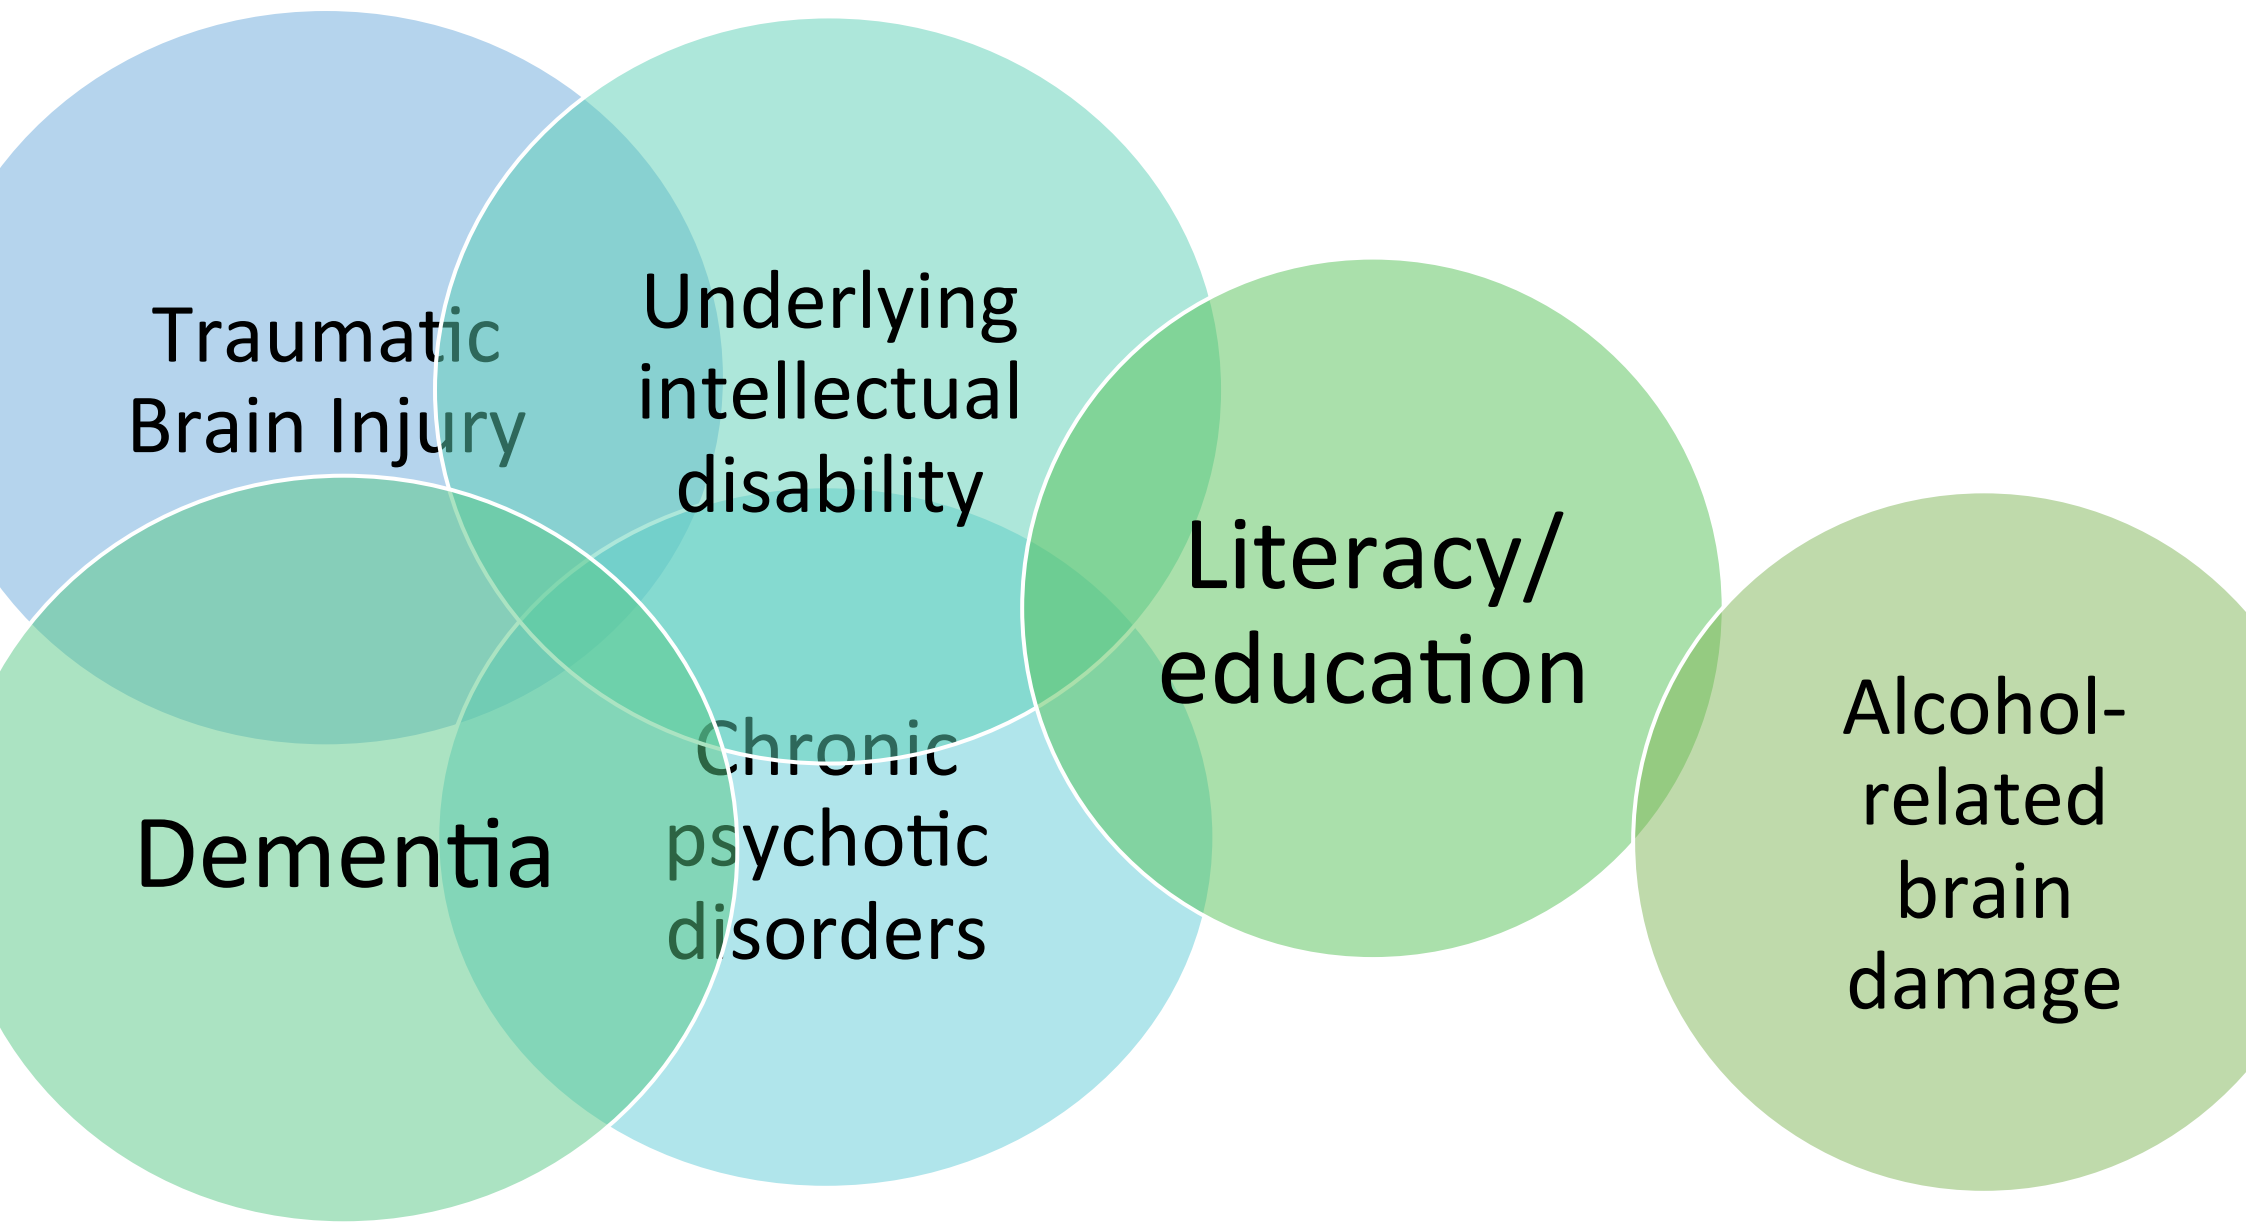 Traumatic
Brain Injury
Underlying
intellectual
disability
Literacy/
education
Dementia
Chronic
psychotic
disorders
Alcohol-
related
brain
damage